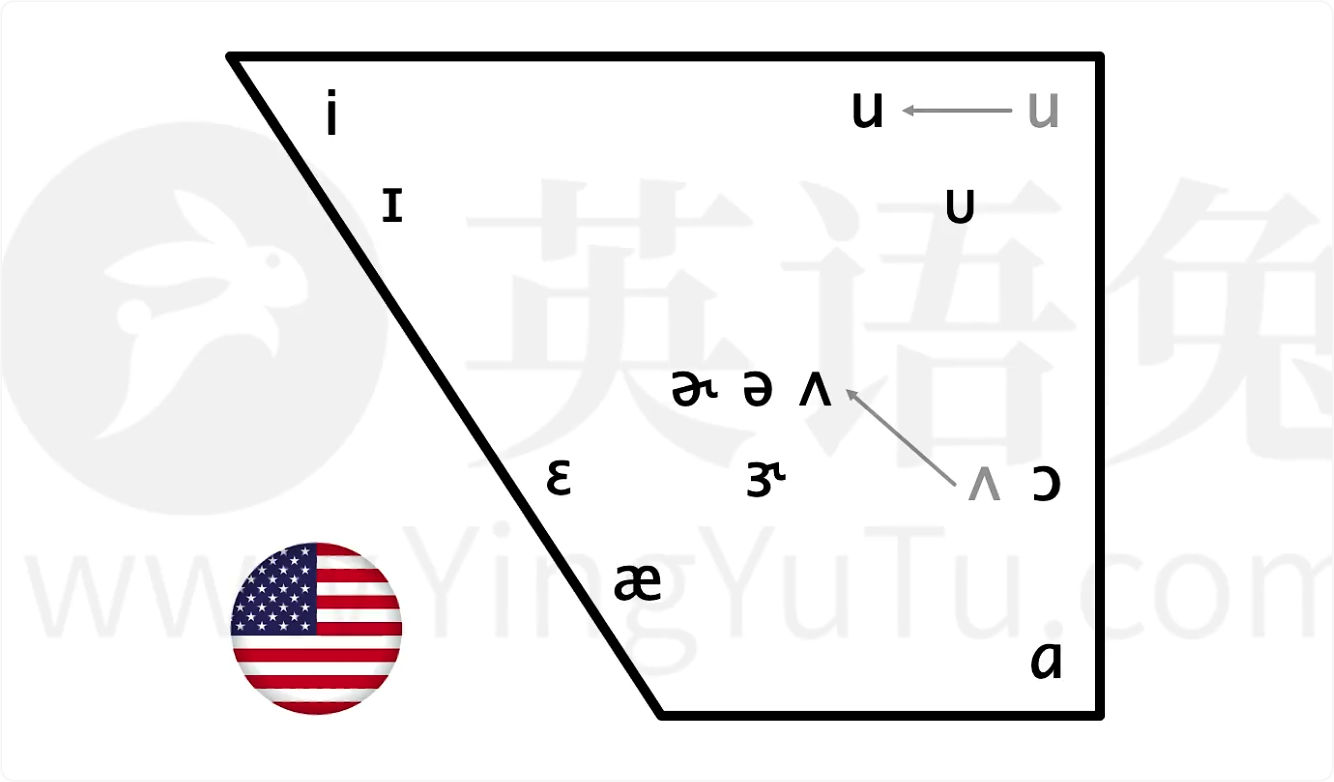 i u ← u
ɪ ᴜ
ɚ ə ʌ
ɛ ɝ ʌ ɔ
æ
ɑ
英语兔
www.YingYuTu.com